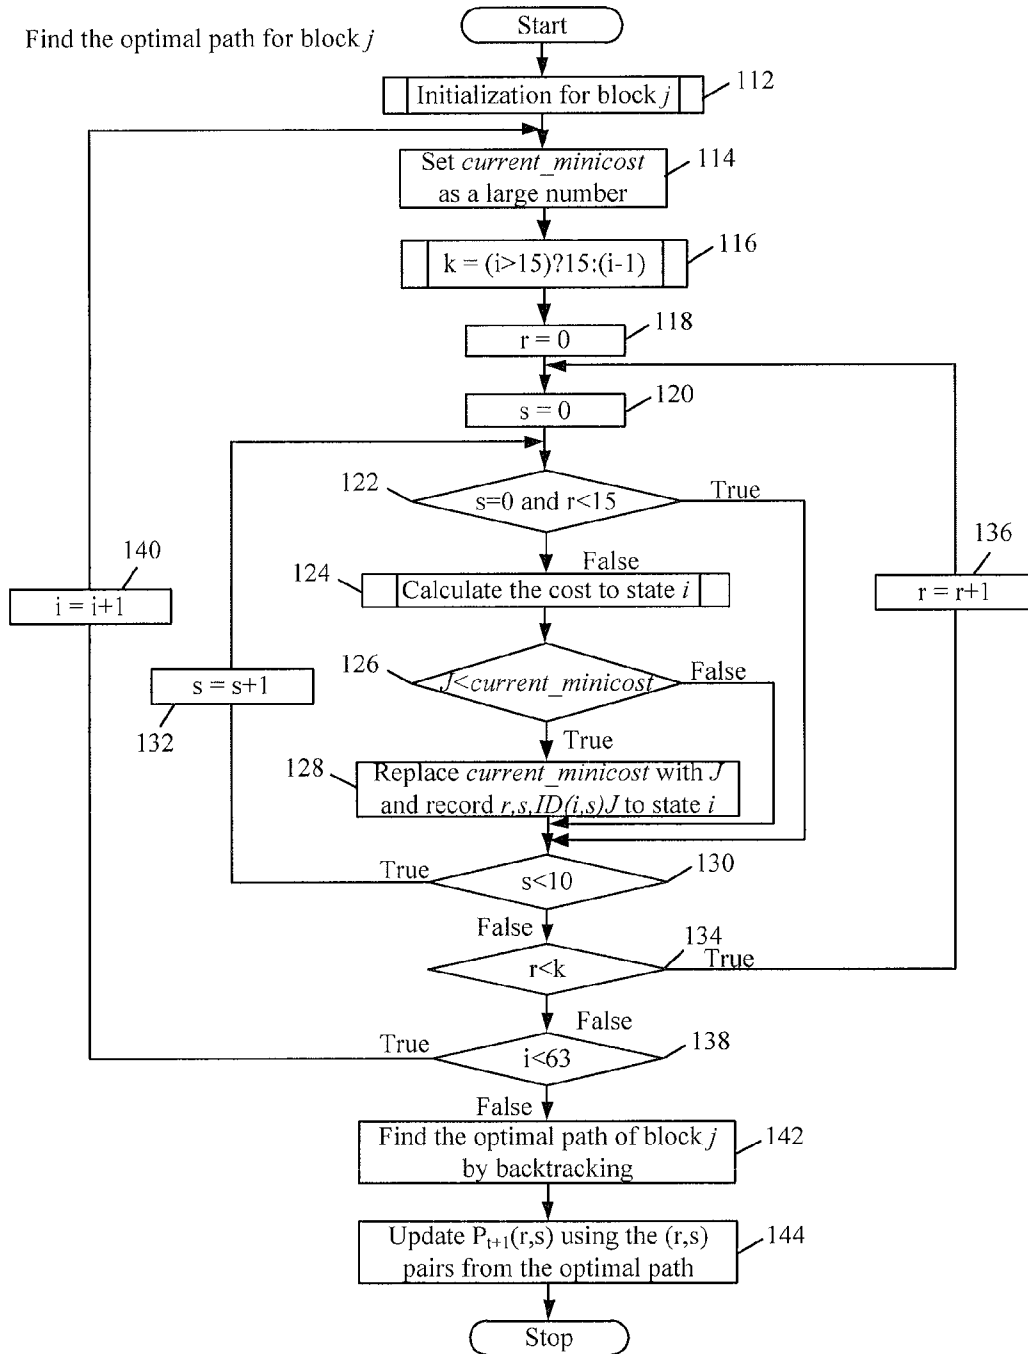 Start
Find the optimal path for block j
Initialization for block j
112
Set current_minicost
as a large number
114
k = (i>15)?15:(i-1)
116
r = 0
118
s = 0
120
122
s=0 and r<15
True
False
124
Calculate the cost to state i
126
J<current_minicost
False
True
128
Replace current_minicost with J
and record r,s,ID(i,s)J to state i
140
i = i+1
s = s+1
132
136
r = r+1
True
s<10
130
False
134
r<k
True
False
True
i<63
138
False
Find the optimal path of block j
by backtracking
142
Update Pt+1(r,s) using the (r,s)
pairs from the optimal path
144
Stop